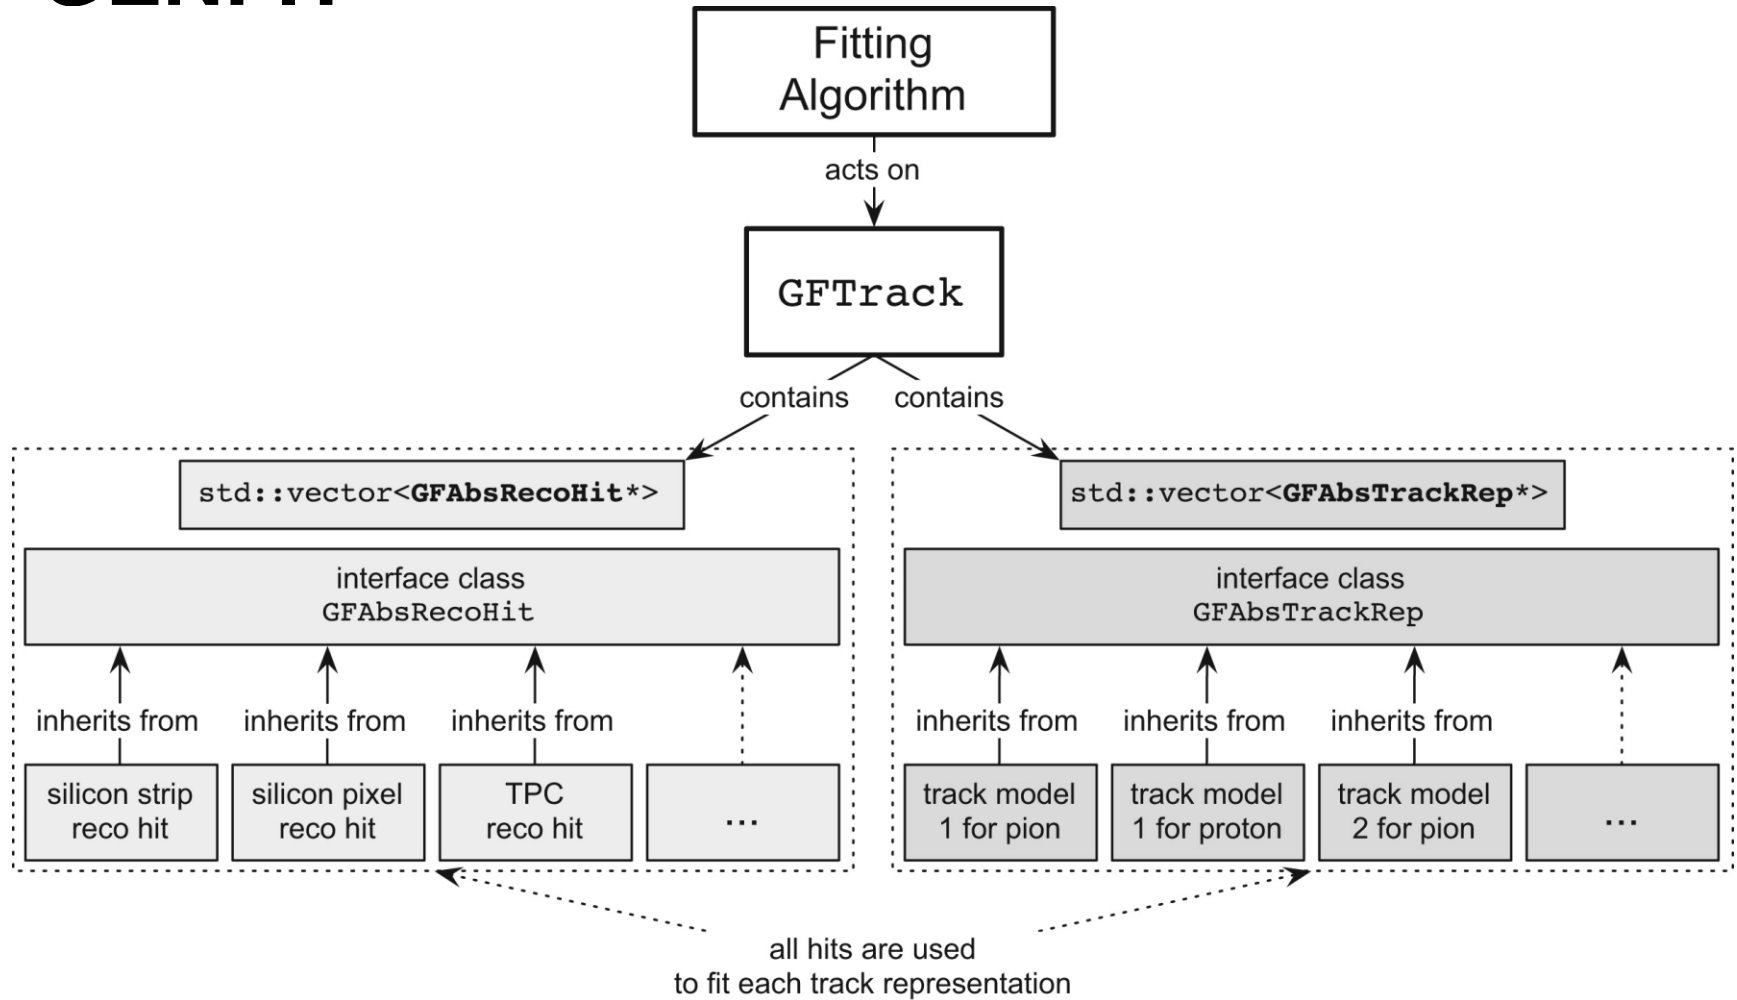 Fitting
Algorithm
acts on
GFTrack
contains contains
std::vector<GFAbsRecoHit*>
std::vector<GFAbsTrackRep*>
interface class
GFAbsRecoHit
interface class
GFAbsTrackRep
inherits from inherits from inherits from
inherits from inherits from inherits from
silicon strip
reco hit
silicon pixel
reco hit
TPC
reco hit
...
track model
1 for pion
track model
1 for proton
track model
2 for pion
...
all hits are used
to fit each track representation